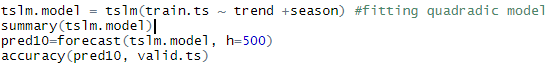 tslm.model = tslm(train.ts ~ trend +season) #fitting quadradic model
summary(tslm.model)
pred10=forecast(tslm.model, h=500)
accuracy(pred10, valid.ts)